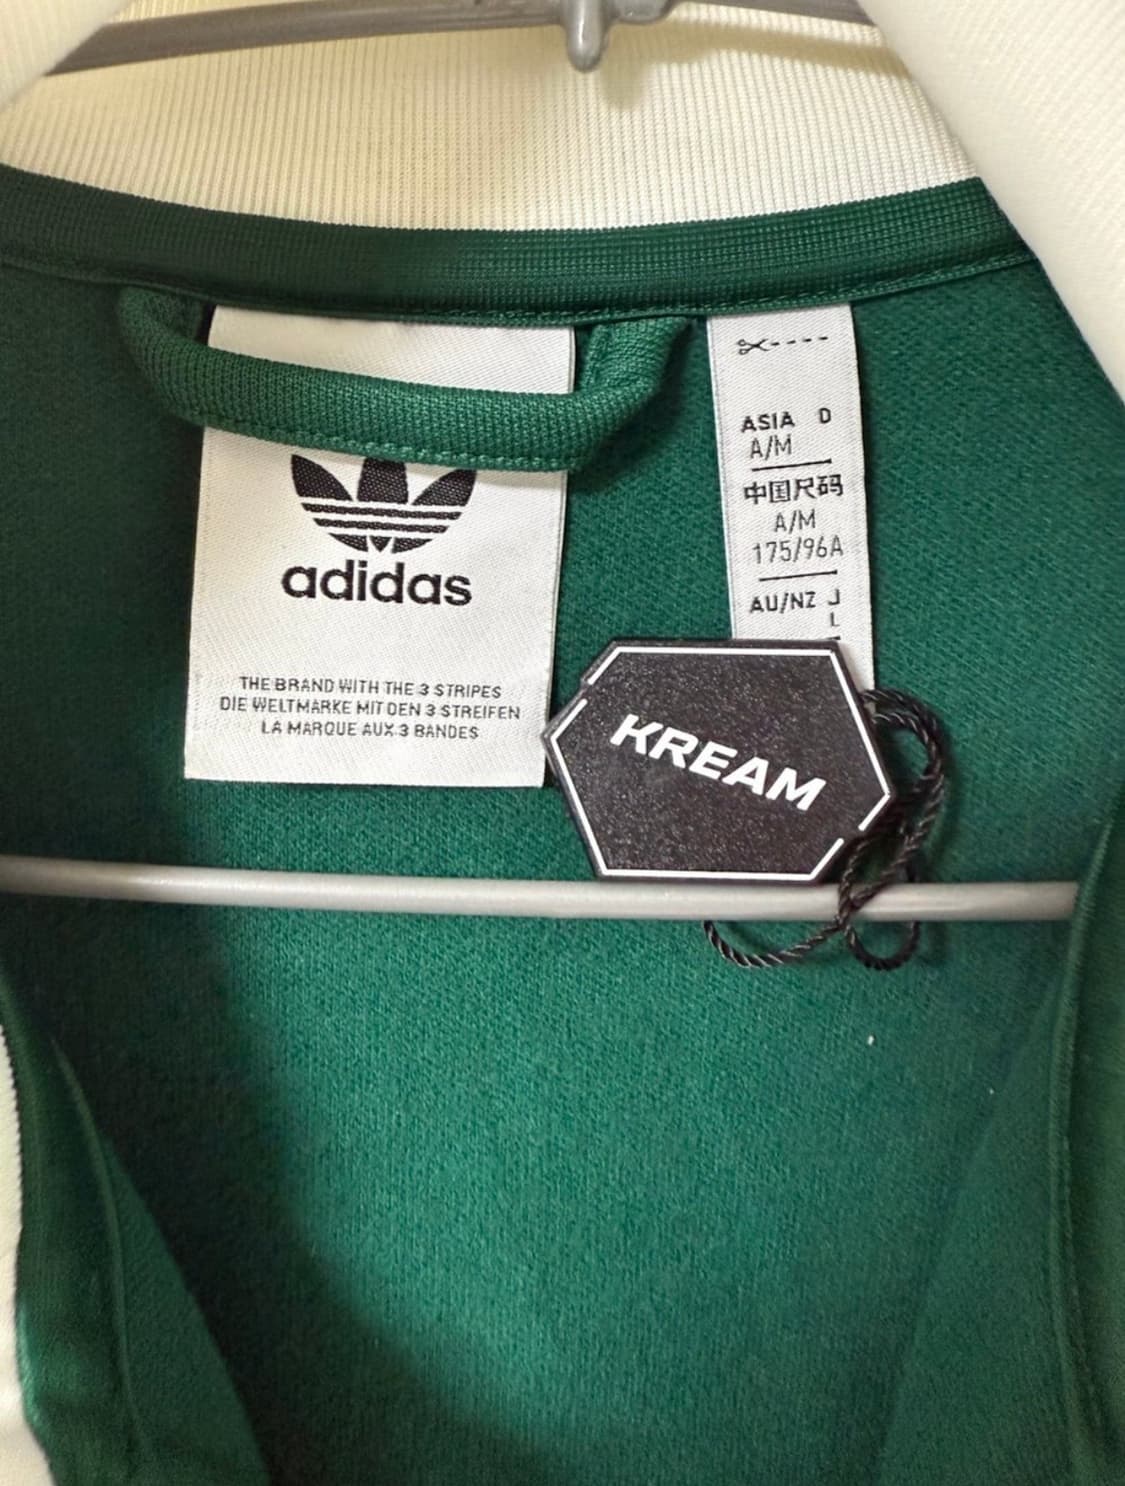 adidas
THE BRAND WITH THE 3 STRIPES
DIE WELTMARKE MIT DEN 3 STREIFEN
LA MARQUE AUX 3 BANDES
ASIA D
A/M
中国尺码
A/M
175/96A
AU/NZ J
L
KREAM